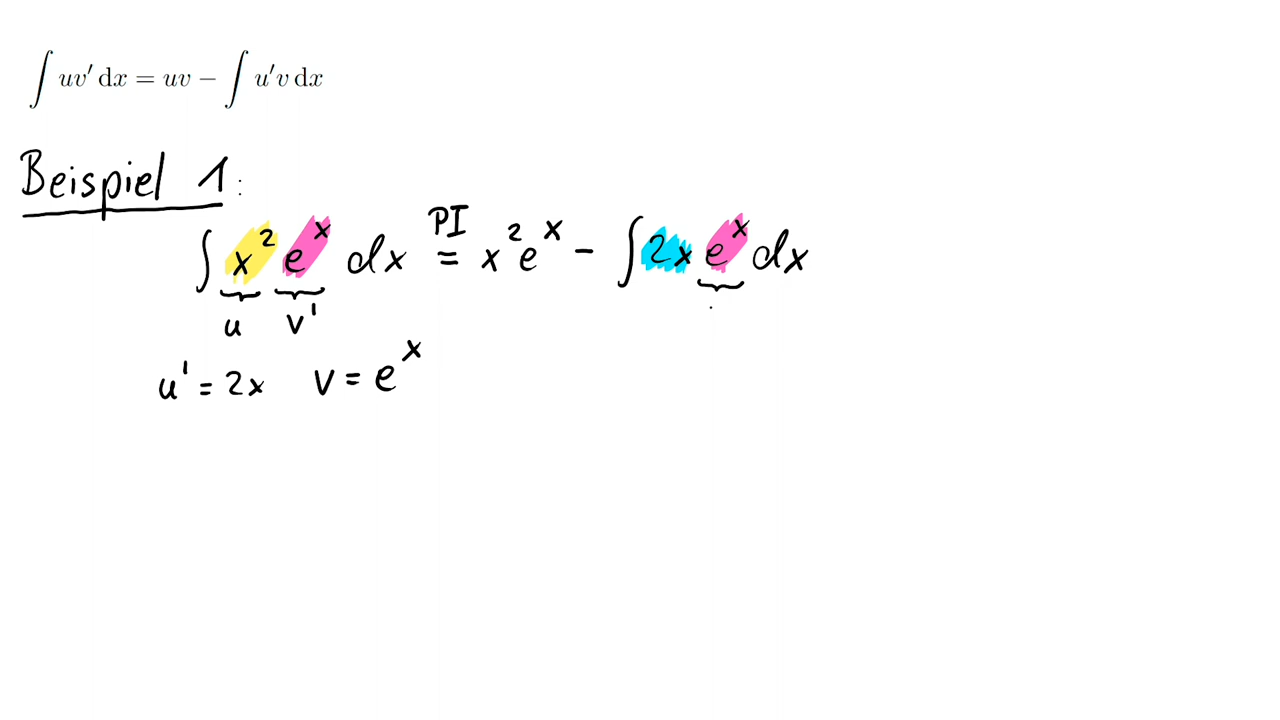 ∫ uv′ dx = uv − ∫ u′v dx
Beispiel 1:
∫ x² eˣ dx PI = x² eˣ − ∫ 2x eˣ dx
u v'
u' = 2x v = eˣ